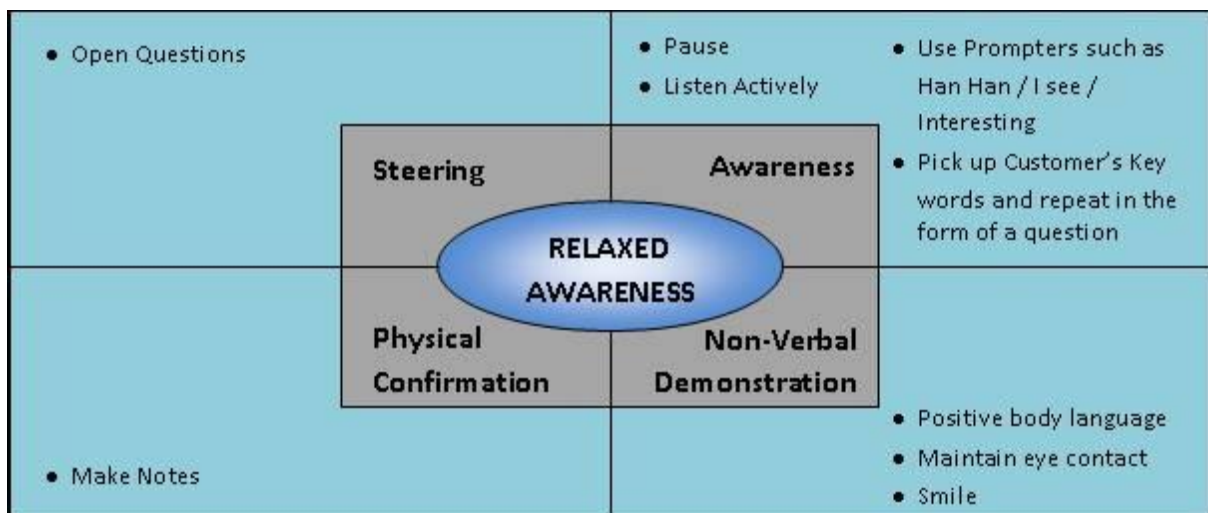 ● Open Questions
● Pause
● Listen Actively
● Use Prompters such as
Han Han / I see /
Interesting
● Pick up Customer’s Key
words and repeat in the
form of a question
Steering
Awareness
RELAXED
AWARENESS
Physical
Confirmation
Non-Verbal
Demonstration
● Make Notes
● Positive body language
● Maintain eye contact
● Smile